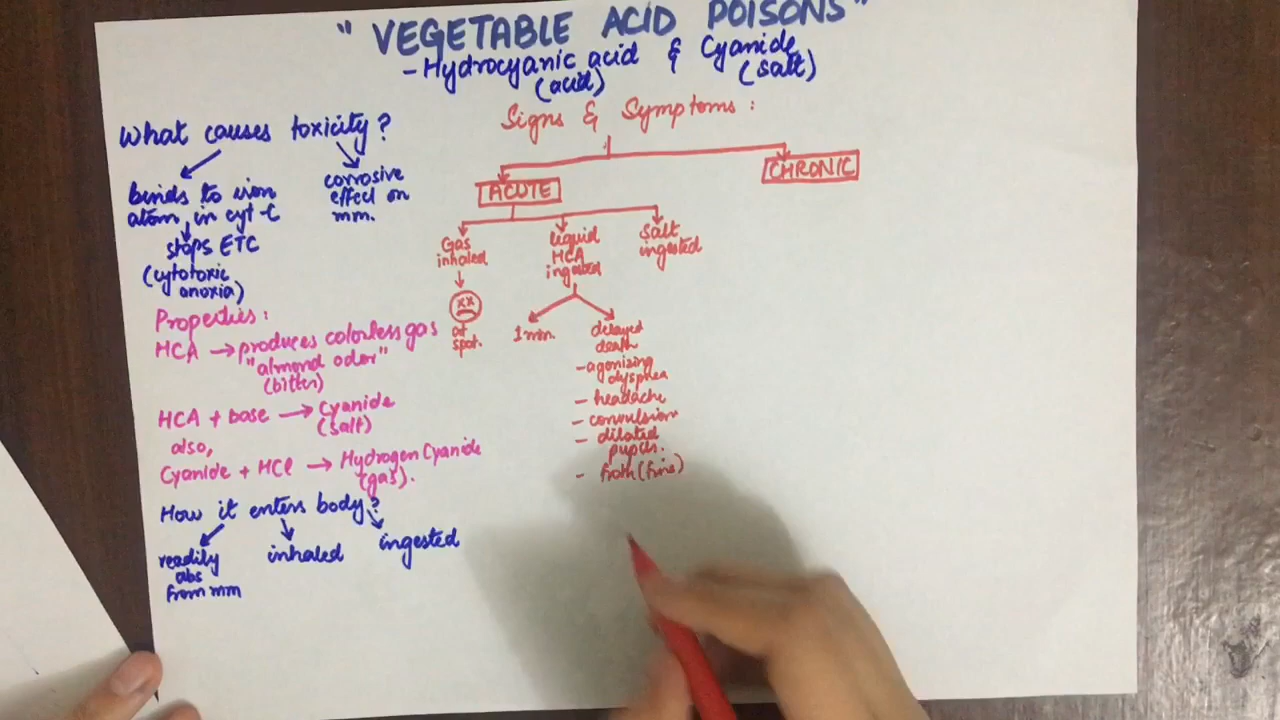 "VEGETABLE ACID POISONS"
- Hydrocyanic acid & Cyanide
(acid) (salt)
What causes toxicity?
binds to iron
atom in cyt-C
stops ETC
(cytotoxic
anoxia)
corrosive
effect on
mm.
Properties:
HCA → produces colorless gas
"almond odor"
(bitter)
HCA + base → Cyanide
(salt)
also,
Cyanide + HCl → Hydrogen Cyanide
(gas).
How it enters body?
readily
abs
from mm
inhaled
ingested
Signs & Symptoms:
ACUTE
CHRONIC
Gas
inhaled
xx
at
spot.
liquid
HCA
ingested
1 min.
delayed
death
- agonizing
dyspnea
- headache
- convulsion
- dilated
pupils.
- froth (fine)
salt
ingested